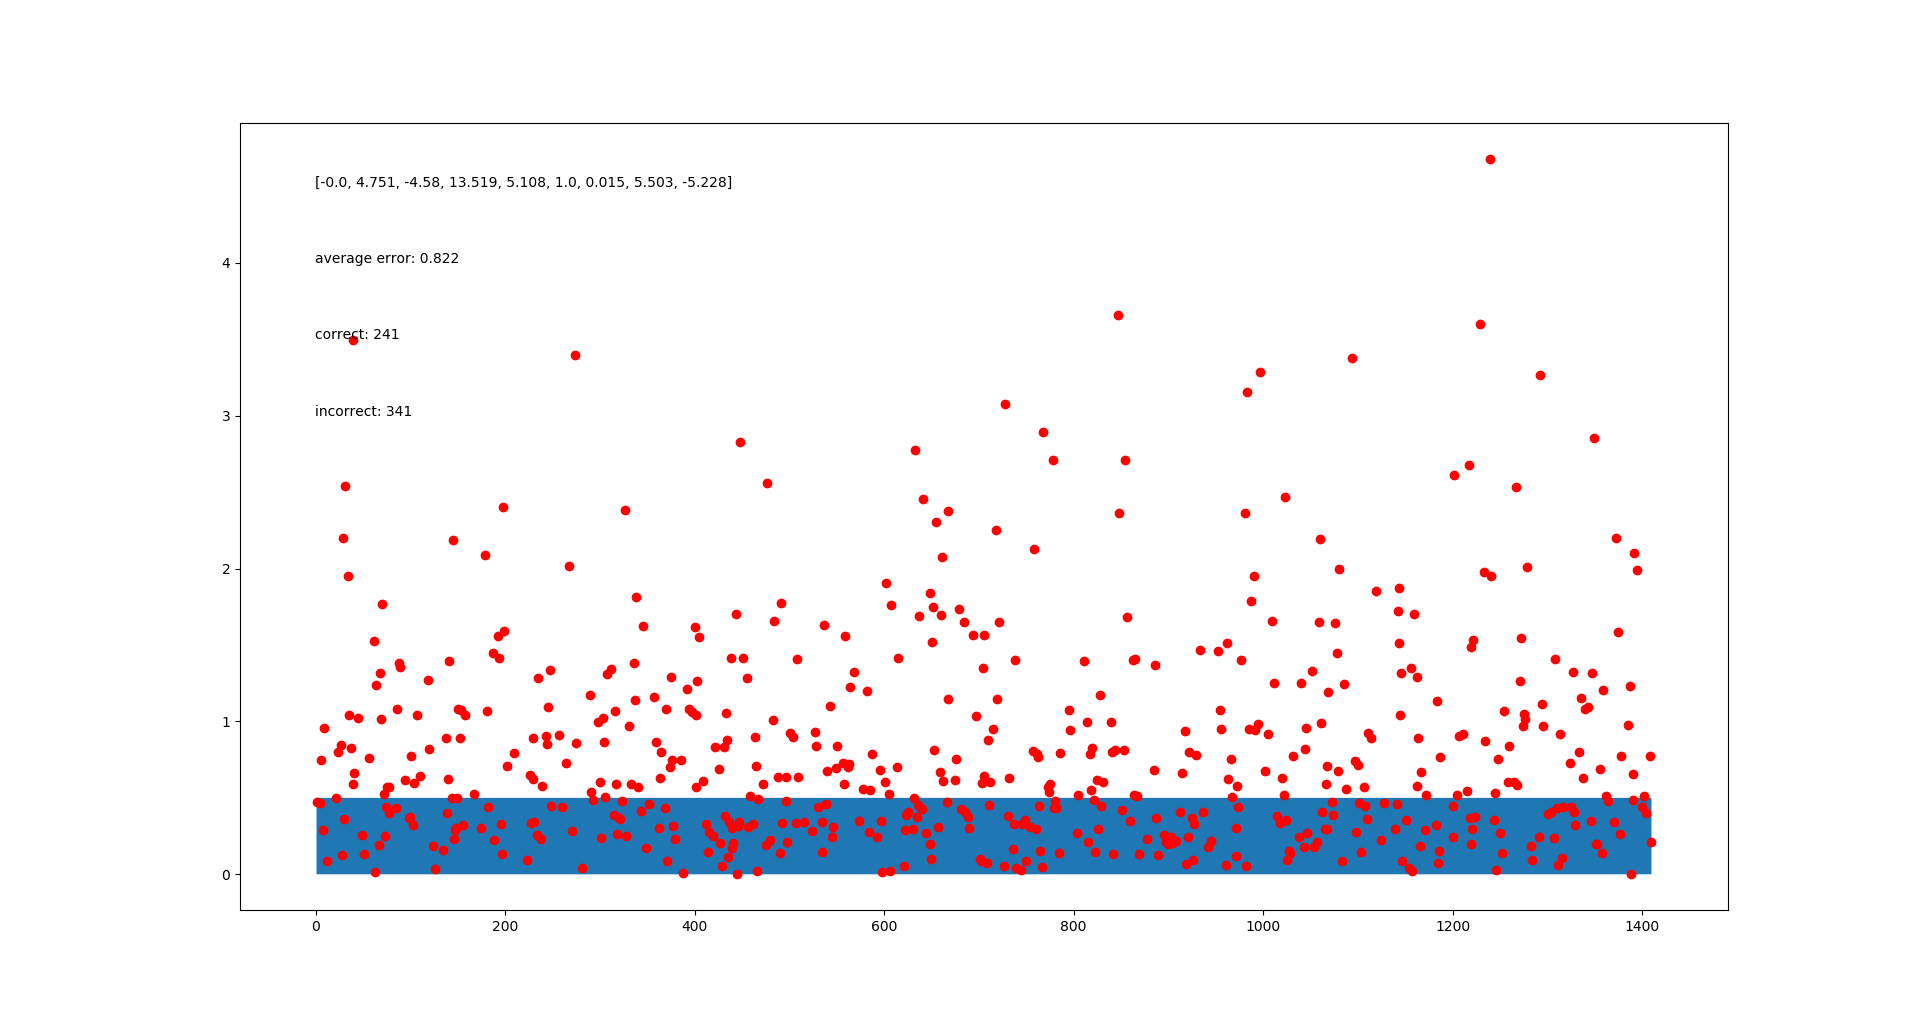 [-0.0, 4.751, -4.58, 13.519, 5.108, 1.0, 0.015, 5.503, -5.228]
average error: 0.822
correct: 241
incorrect: 341
4
3
2
1
0
0 200 400 600 800 1000 1200 1400